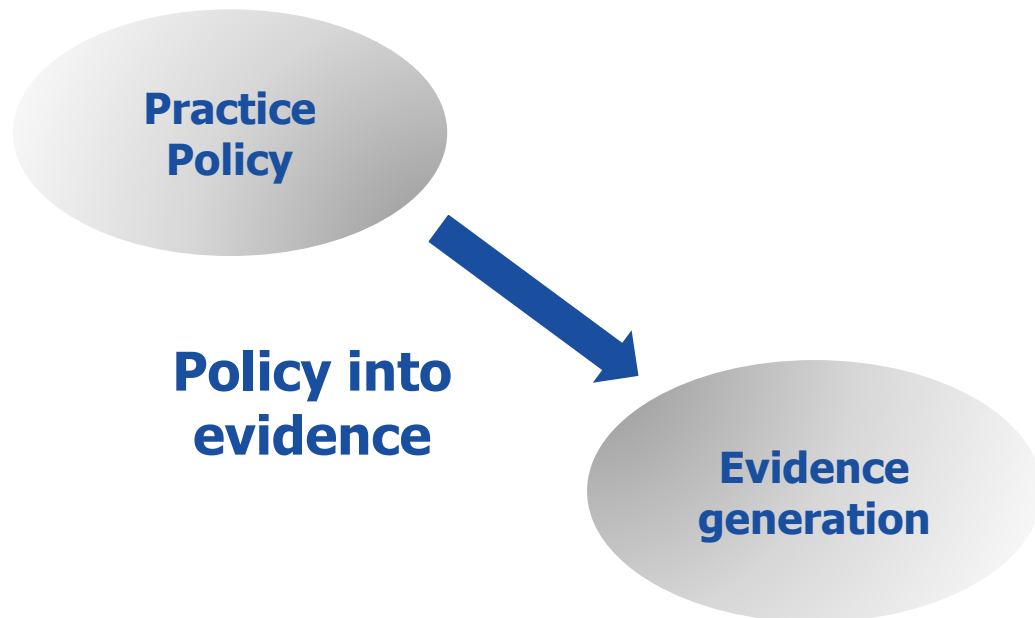 Practice
Policy
Policy into
evidence
Evidence
generation